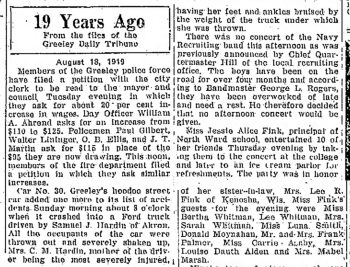 19 Years Ago
From the files of the
Greeley Daily Tribune
August 18, 1919
Members of the Greeley police force
have filed a petition with the city
clerk to be read to the mayor and
council Tuesday evening in which
they ask for about 20 per cent in-
crease in wages. Day Officer William
A. Ahrand asks for an increase from
$110 to $125. Policemen Paul Gilbert,
Walter Lininger, O. B. Ellis, and J. T.
Martin ask for $115 in place of the
$95 they are now drawing. This noon,
members of the fire department filed
a petition in which they ask similar
increases.
Car No. 30, Greeley's hoodoo street
car added one more to its list of acci-
dents Sunday morning about 8 o'clock
when it crashed into a Ford truck
driven by Samuel J. Hardin of Akron.
All the occupants of the car were
thrown out and severely shaken up,
Mrs. C. M. Hardin, mother of the driv-
er being the most severely injured,
having her feet and ankles bruised by
the weight of the truck under which
she was thrown.
There was no concert of the Navy
Recruiting band this afternoon as was
previously announced by Chief Quar-
termaster Hill of the local recruiting
office. The boys have been on the
road for over four months and accord-
ing to Bandmaster George L. Rogers,
they have been overworked of late
and need a rest. He therefore decided
that no afternoon concert would be
given.
Miss Jessie Alice Fink, principal of
North Ward school, entertained 10 of
her friends Thursday evening by tak-
ing them to the concert at the college
and later to an ice cream parlor for
refreshments. The party was in honor
of her sister-in-law, Mrs. Lee R.
Fink of Kenosha, Wis. Miss Fink's
guests for the evening were Miss
Bertha Whitman, Lee Whitman, Mrs.
Sarah Whitman, Miss Luna Smith,
Donald Moynahan, Mr. and Mrs. Frank
Palmer, Miss Carrie Mrs.
Louise Dauth Alden and Mrs. Mabel
Marsh.